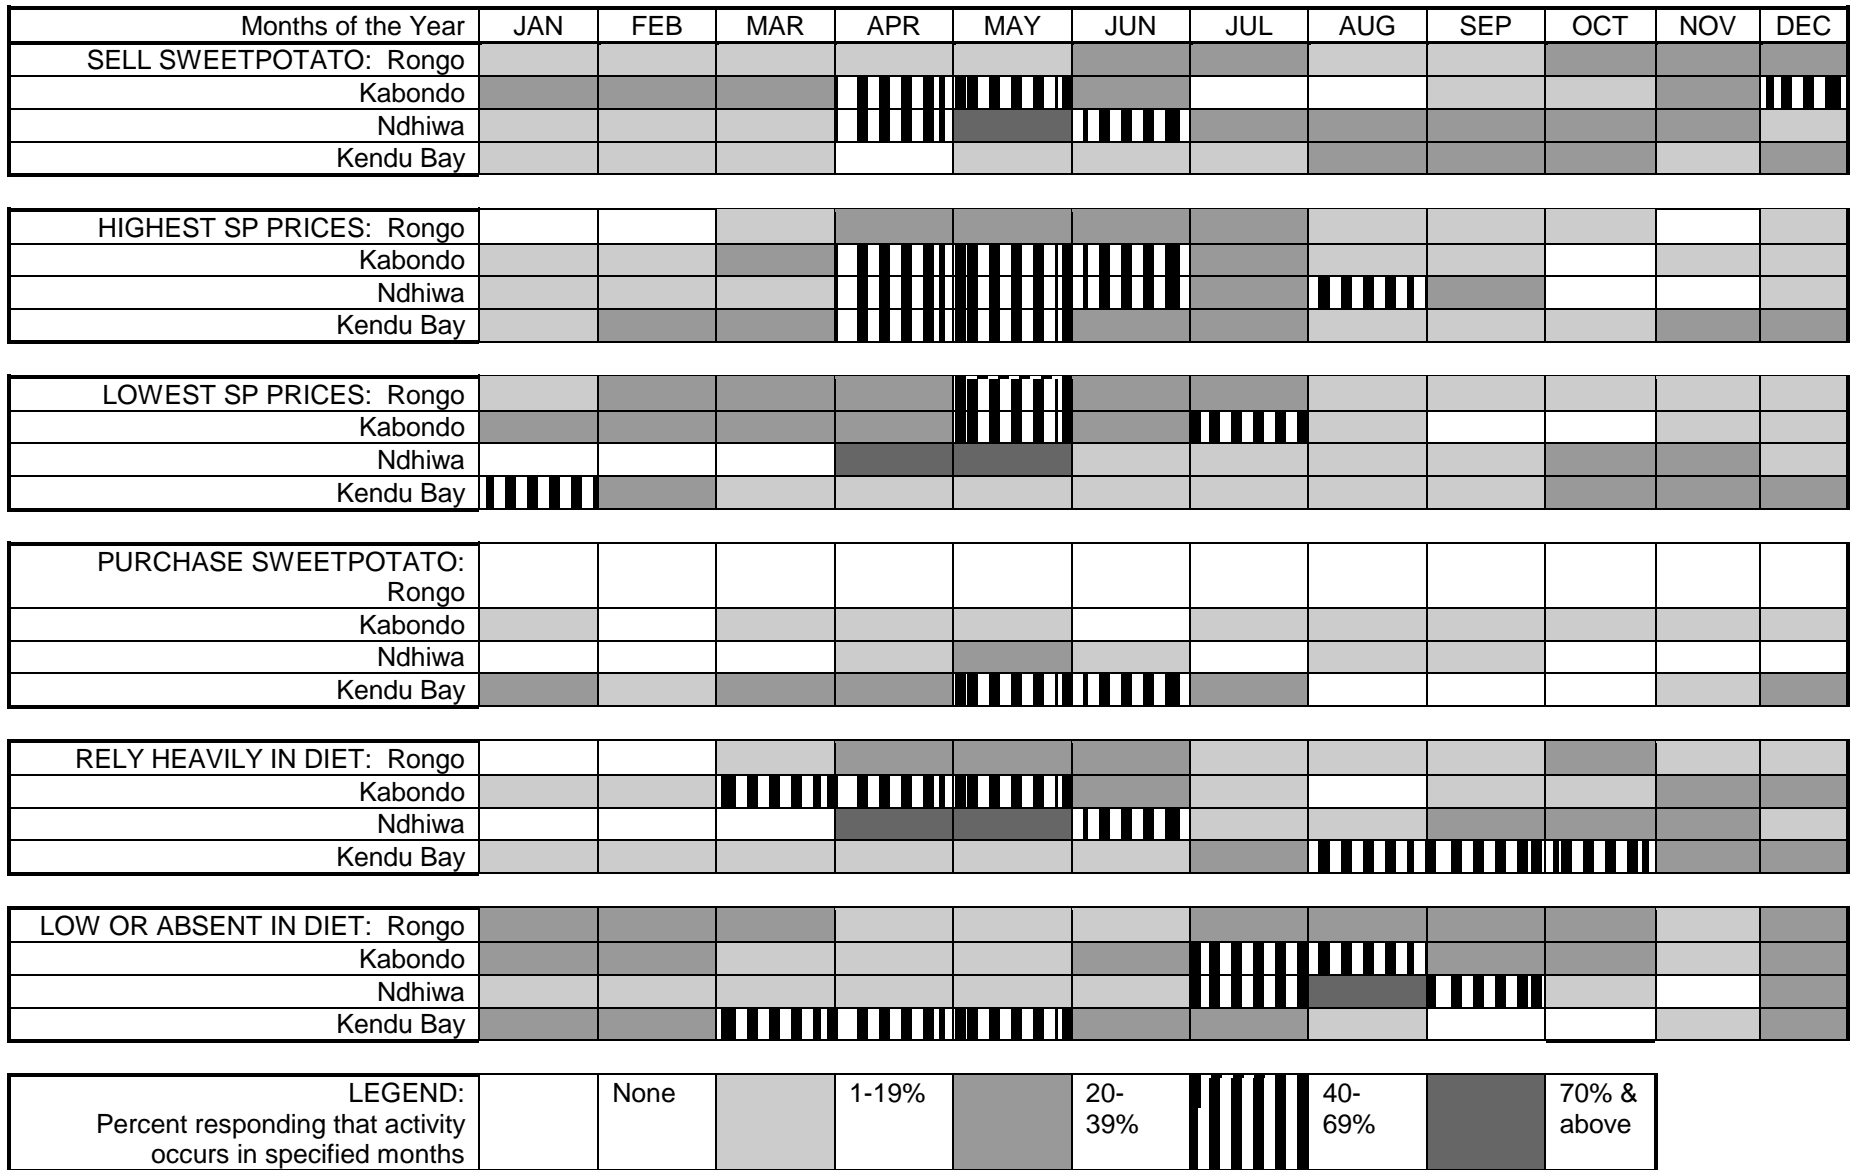 Months of the Year JAN FEB MAR APR MAY JUN JUL AUG SEP OCT NOV DEC
SELL SWEETPOTATO: Rongo
Kabondo
Ndhiwa
Kendu Bay
HIGHEST SP PRICES: Rongo
Kabondo
Ndhiwa
Kendu Bay
LOWEST SP PRICES: Rongo
Kabondo
Ndhiwa
Kendu Bay
PURCHASE SWEETPOTATO:
Rongo
Kabondo
Ndhiwa
Kendu Bay
RELY HEAVILY IN DIET: Rongo
Kabondo
Ndhiwa
Kendu Bay
LOW OR ABSENT IN DIET: Rongo
Kabondo
Ndhiwa
Kendu Bay
LEGEND: None 1-19% 20- 40- 70% &
Percent responding that activity 39% 69% above
occurs in specified months